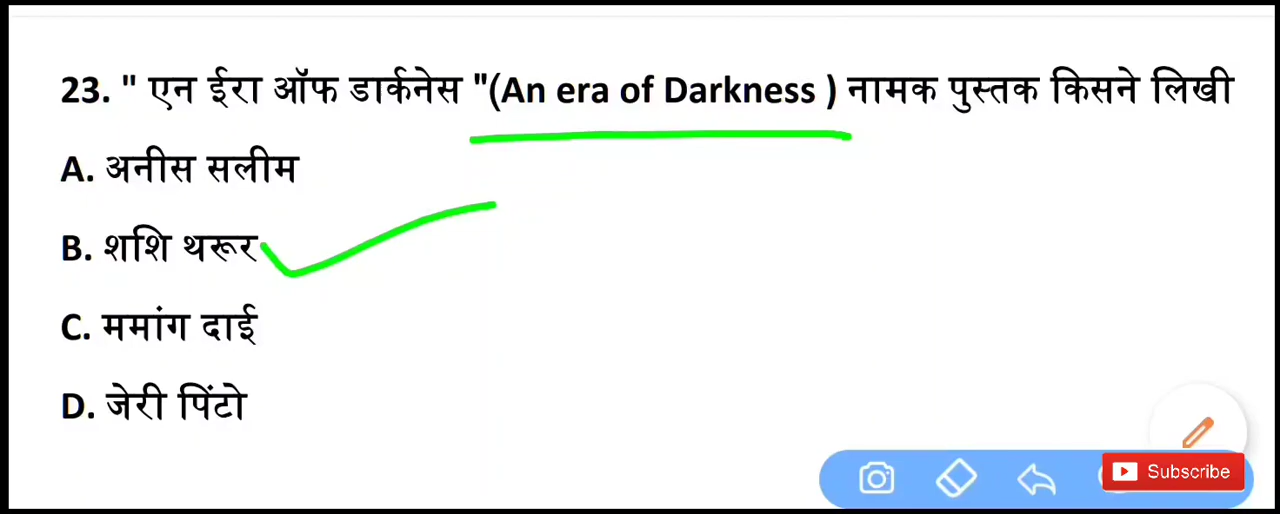 23. " एन ईरा ऑफ डार्कनेस "(An era of Darkness ) नामक पुस्तक किसने लिखी
A. अनीस सलीम
B. शशि थरूर
C. ममांग दाई
D. जेरी पिंटो
Subscribe